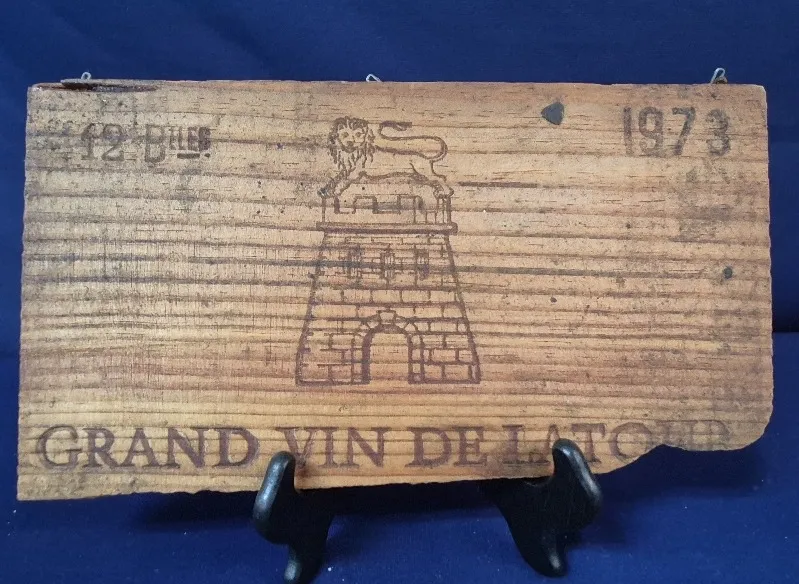 12 BTLES
1973
GRAND VIN DE LATOUR